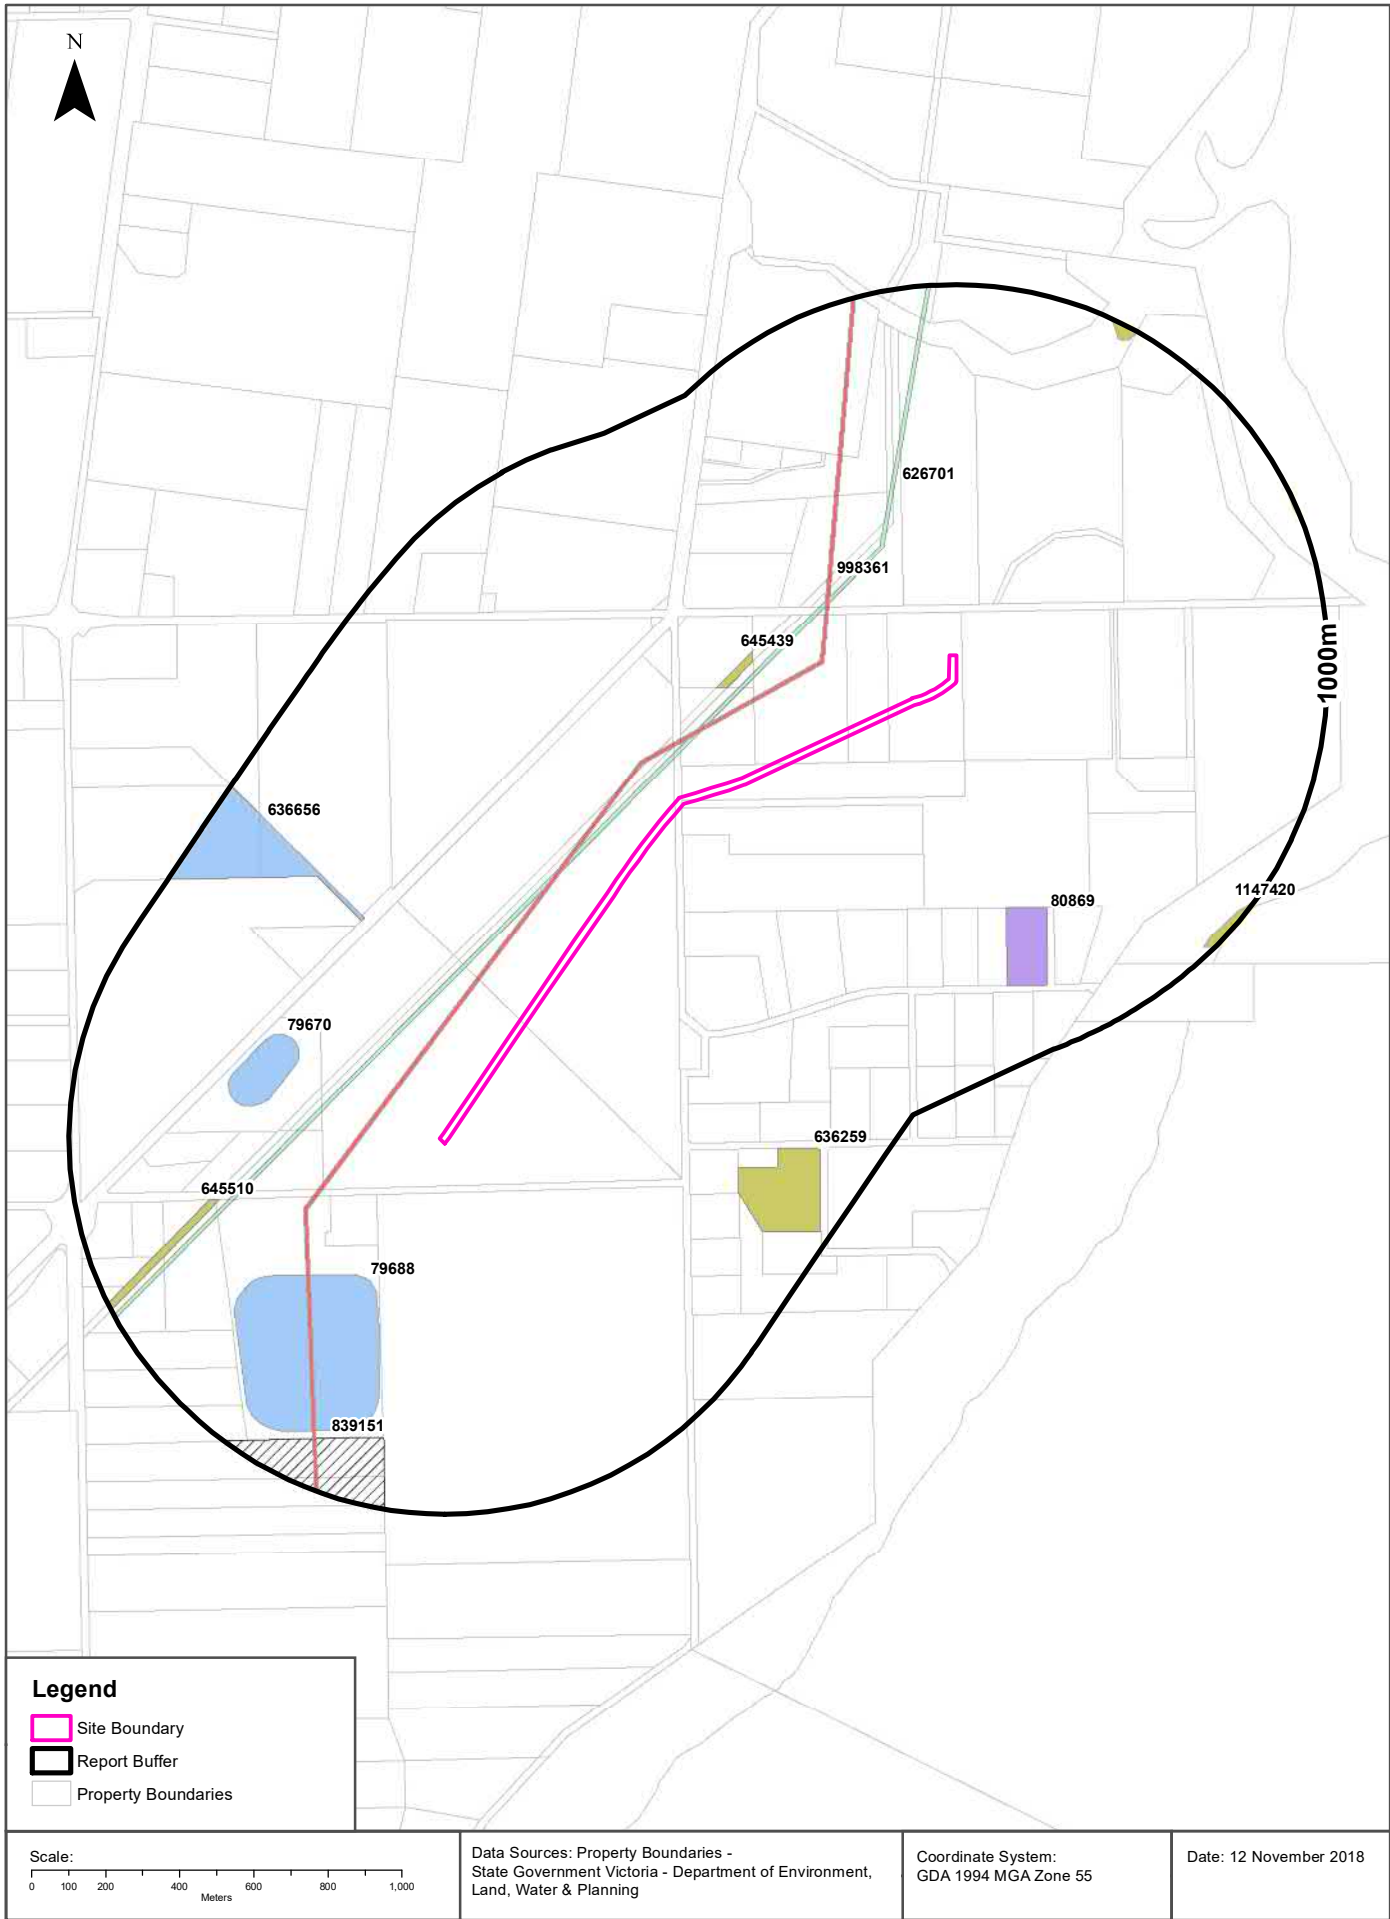 N
626701
998361
645439
1000m
636656
80869
1147420
79670
636259
645510
79688
839151
Legend
Site Boundary
Report Buffer
Property Boundaries
Scale:
0 100 200 400 600 800 1,000
Meters
Data Sources: Property Boundaries -
State Government Victoria - Department of Environment,
Land, Water & Planning
Coordinate System:
GDA 1994 MGA Zone 55
Date: 12 November 2018